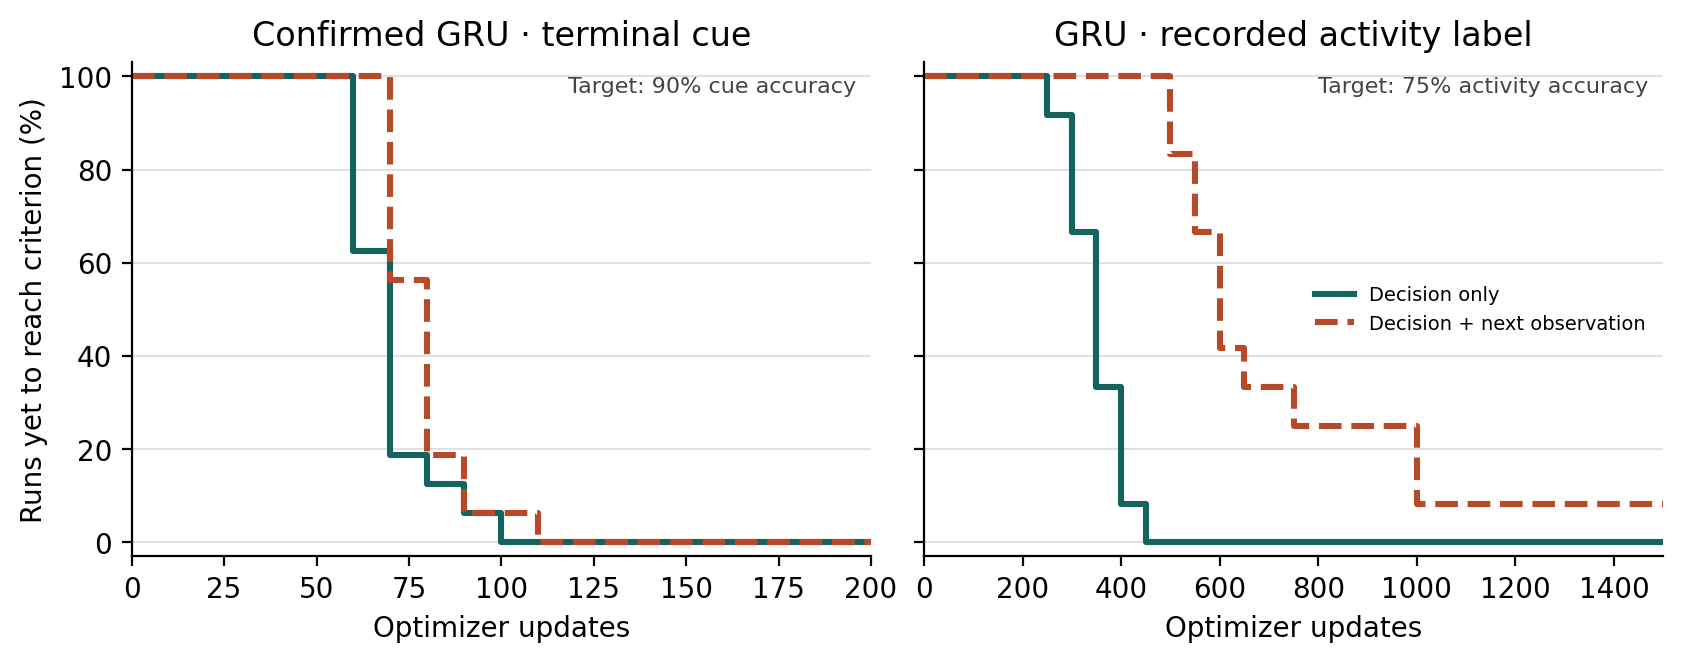 Confirmed GRU · terminal cue
Target: 90% cue accuracy
Runs yet to reach criterion (%)
100
80
60
40
20
0
0 25 50 75 100 125 150 175 200
Optimizer updates
GRU · recorded activity label
Target: 75% activity accuracy
Decision only
Decision + next observation
0 200 400 600 800 1000 1200 1400
Optimizer updates